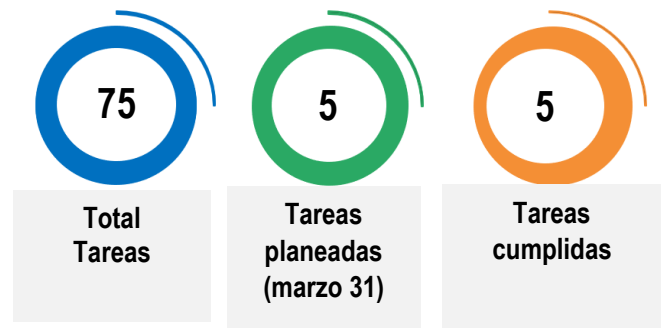 75
5
5
Total
Tareas
Tareas
planeadas
(marzo 31)
Tareas
cumplidas